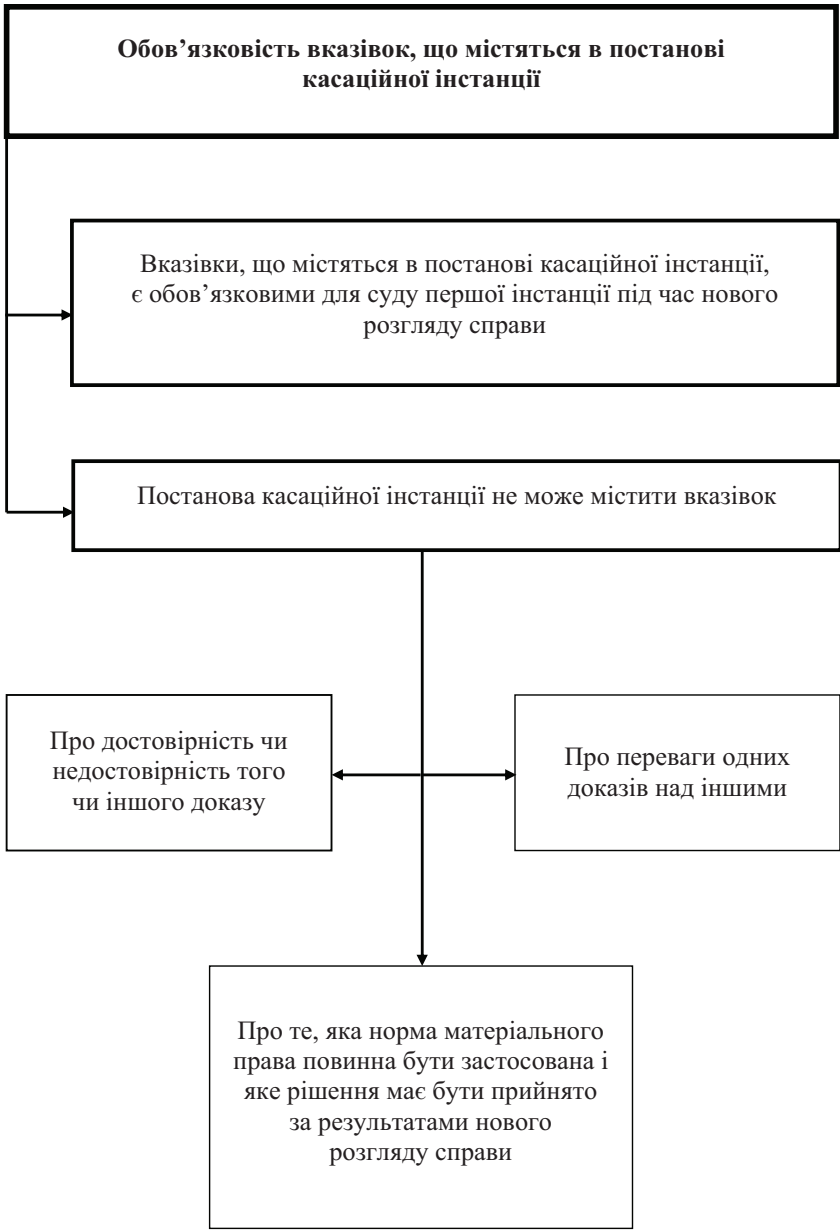 Обов’язковість вказівок, що містяться в постанові
касаційної інстанції
Вказівки, що містяться в постанові касаційної інстанції,
є обов’язковими для суду першої інстанції під час нового
розгляду справи
Постанова касаційної інстанції не може містити вказівок
Про достовірність чи
недостовірність того
чи іншого доказу
Про переваги одних
доказів над іншими
Про те, яка норма матеріального
права повинна бути застосована і
яке рішення має бути прийнято
за результатами нового
розгляду справи